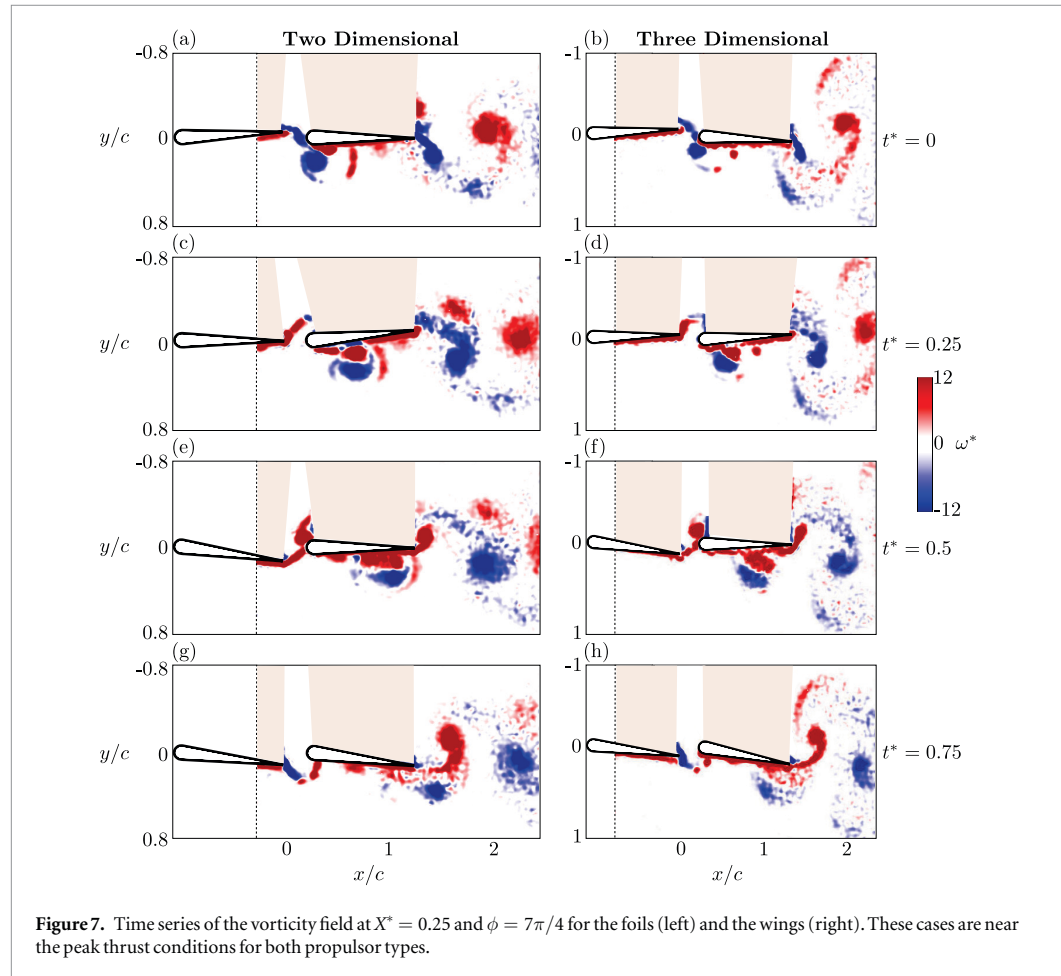 Two Dimensional
Three Dimensional
(a)
-0.8
y/c
0
0.8
(b)
-1
y/c
0
1
t* = 0
(c)
-0.8
y/c
0
0.8
(d)
-1
0
1
t* = 0.25
(e)
-0.8
y/c
0
0.8
(f)
-1
0
1
t* = 0.5
(g)
-0.8
y/c
0
0.8
(h)
-1
0
1
t* = 0.75
12
0 ω*
-12
0 1 2
x/c
0 1 2
x/c
Figure 7. Time series of the vorticity field at X* = 0.25 and ϕ = 7π/4 for the foils (left) and the wings (right). These cases are near
the peak thrust conditions for both propulsor types.